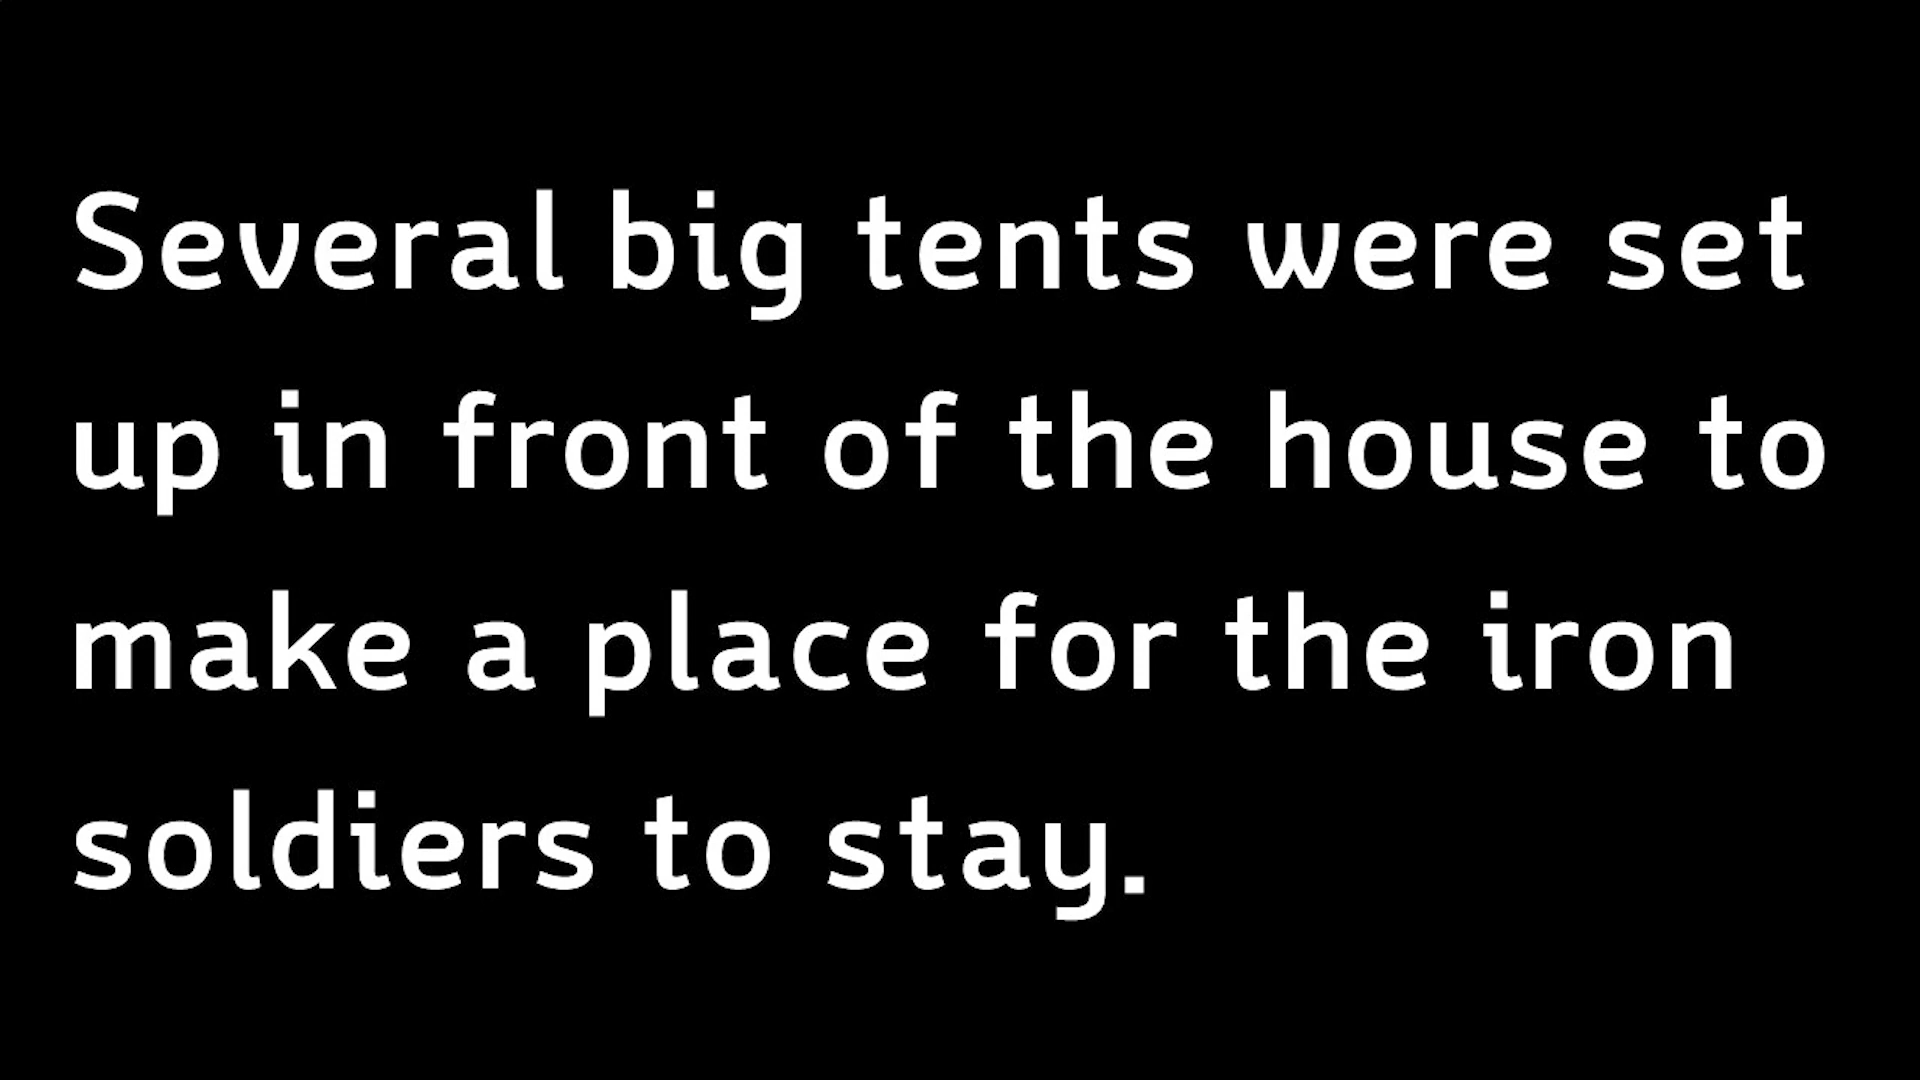 Several big tents were set
up in front of the house to
make a place for the iron
soldiers to stay.